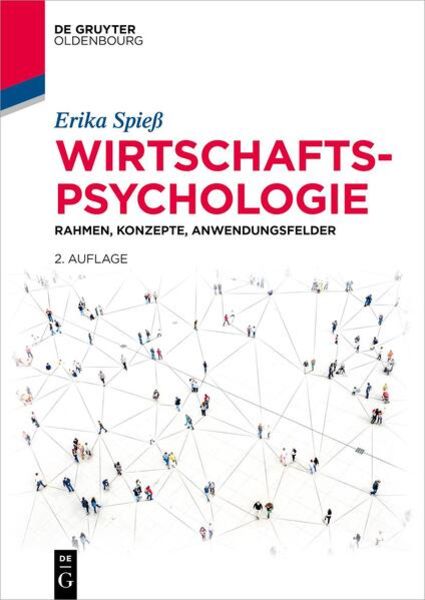 DE GRUYTER
OLDENBOURG
Erika Spieß
WIRTSCHAFTS-
PSYCHOLOGIE
RAHMEN, KONZEPTE, ANWENDUNGSFELDER
2. AUFLAGE
DE
G